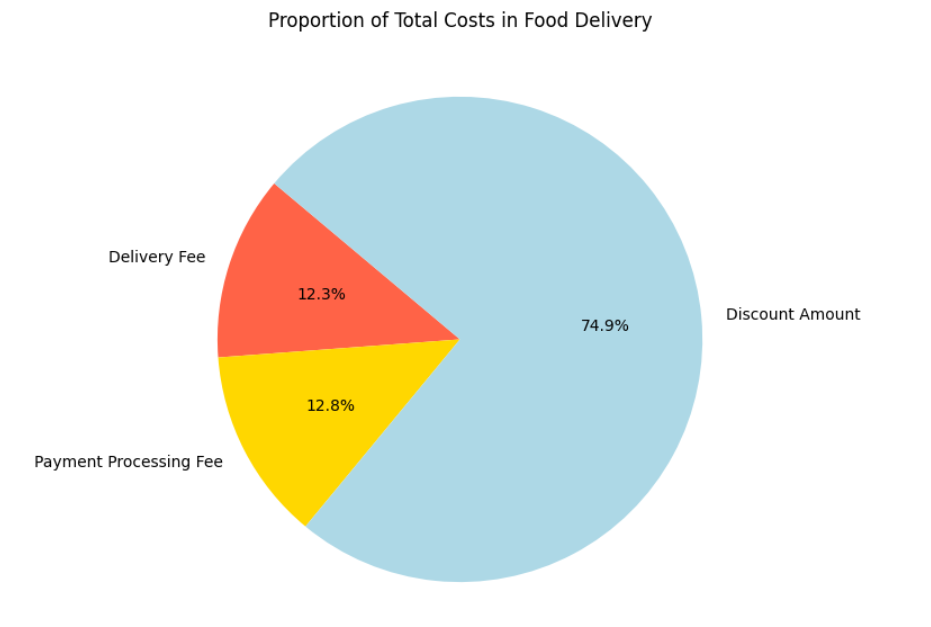 Proportion of Total Costs in Food Delivery
Delivery Fee
12.3%
74.9%
Discount Amount
12.8%
Payment Processing Fee